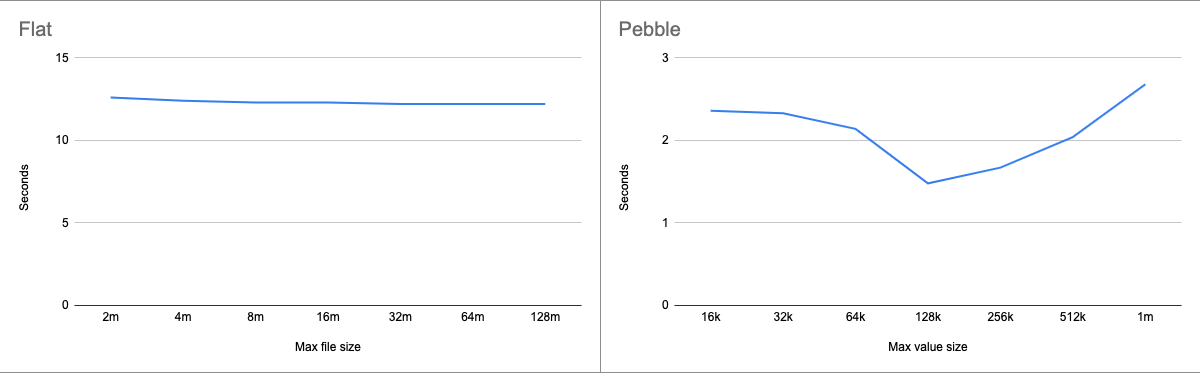 Flat
15
10
5
0
Seconds
2m 4m 8m 16m 32m 64m 128m
Max file size
Pebble
3
2
1
0
Seconds
16k 32k 64k 128k 256k 512k 1m
Max value size